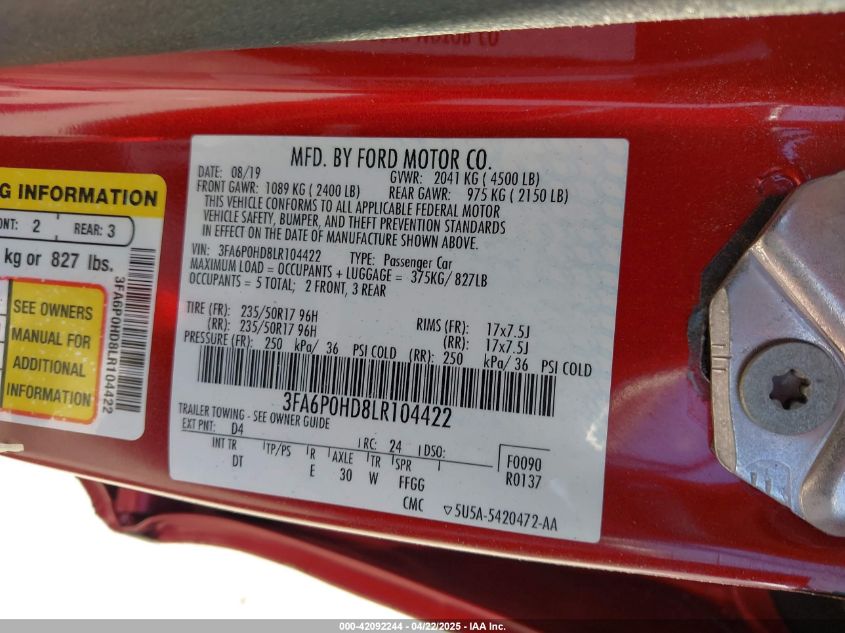 MFD. BY FORD MOTOR CO.
DATE: 08/19 GVWR: 2041 KG ( 4500 LB)
FRONT GAWR: 1089 KG ( 2400 LB) REAR GAWR: 975 KG ( 2150 LB)
THIS VEHICLE CONFORMS TO ALL APPLICABLE FEDERAL MOTOR
VEHICLE SAFETY, BUMPER, AND THEFT PREVENTION STANDARDS
IN EFFECT ON THE DATE OF MANUFACTURE SHOWN ABOVE.
VIN: 3FA6P0HD8LR104422 TYPE: Passenger Car
MAXIMUM LOAD = OCCUPANTS + LUGGAGE = 375KG/ 827LB
OCCUPANTS = 5 TOTAL; 2 FRONT, 3 REAR
TIRE (FR): 235/50R17 96H RIMS (FR): 17x7.5J
(RR): 235/50R17 96H (RR): 17x7.5J
PRESSURE (FR): 250 kPa/ 36 PSI COLD (RR): 250 kPa/ 36 PSI COLD
3FA6P0HD8LR104422
TRAILER TOWING - SEE OWNER GUIDE
EXT PNT: D4 RC: 24 DSO: F0090
INT TR TP/PS R AXLE TR SPR R0137
DT E 30 W FFGG
CMC ▽5U5A-5420472-AA
G INFORMATION
NT: 2 REAR: 3
kg or 827 lbs.
SEE OWNERS
MANUAL FOR
ADDITIONAL
INFORMATION
3FA6P0HD8LR104422
000-42092244 - 04/22/2025 - IAA Inc.